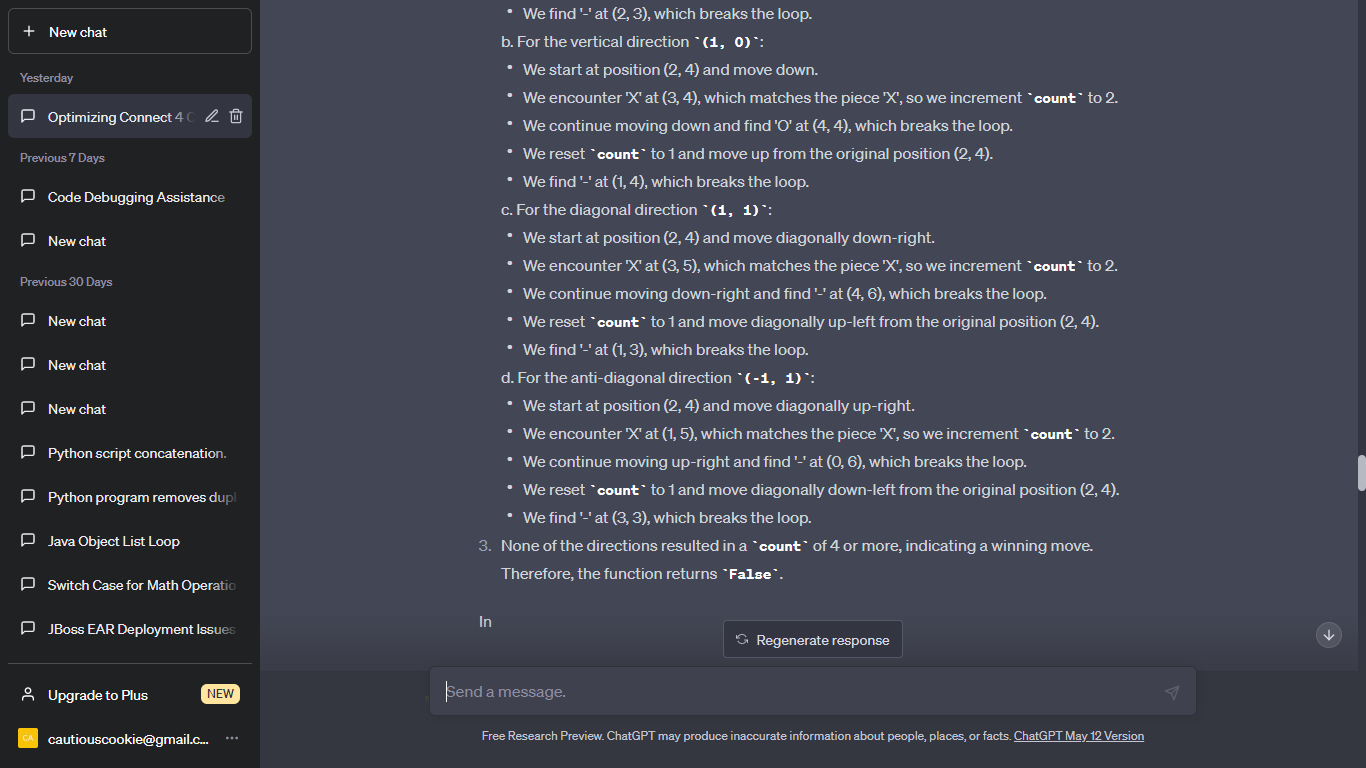 New chat
Yesterday
Optimizing Connect 4
Previous 7 Days
Code Debugging Assistance
New chat
Previous 30 Days
New chat
New chat
New chat
Python script concatenation.
Python program removes dupl
Java Object List Loop
Switch Case for Math Operatio
JBoss EAR Deployment Issues
Upgrade to Plus NEW
CA cautiouscookie@gmail.c...
• We find '-' at (2, 3), which breaks the loop.
b. For the vertical direction `(1, 0)`:
• We start at position (2, 4) and move down.
• We encounter 'X' at (3, 4), which matches the piece 'X', so we increment `count` to 2.
• We continue moving down and find 'O' at (4, 4), which breaks the loop.
• We reset `count` to 1 and move up from the original position (2, 4).
• We find '-' at (1, 4), which breaks the loop.
c. For the diagonal direction `(1, 1)`:
• We start at position (2, 4) and move diagonally down-right.
• We encounter 'X' at (3, 5), which matches the piece 'X', so we increment `count` to 2.
• We continue moving down-right and find '-' at (4, 6), which breaks the loop.
• We reset `count` to 1 and move diagonally up-left from the original position (2, 4).
• We find '-' at (1, 3), which breaks the loop.
d. For the anti-diagonal direction `(-1, 1)`:
• We start at position (2, 4) and move diagonally up-right.
• We encounter 'X' at (1, 5), which matches the piece 'X', so we increment `count` to 2.
• We continue moving up-right and find '-' at (0, 6), which breaks the loop.
• We reset `count` to 1 and move diagonally down-left from the original position (2, 4).
• We find '-' at (3, 3), which breaks the loop.
3. None of the directions resulted in a `count` of 4 or more, indicating a winning move.
Therefore, the function returns `False`.
In
Regenerate response
Send a message.
Free Research Preview. ChatGPT may produce inaccurate information about people, places, or facts. ChatGPT May 12 Version